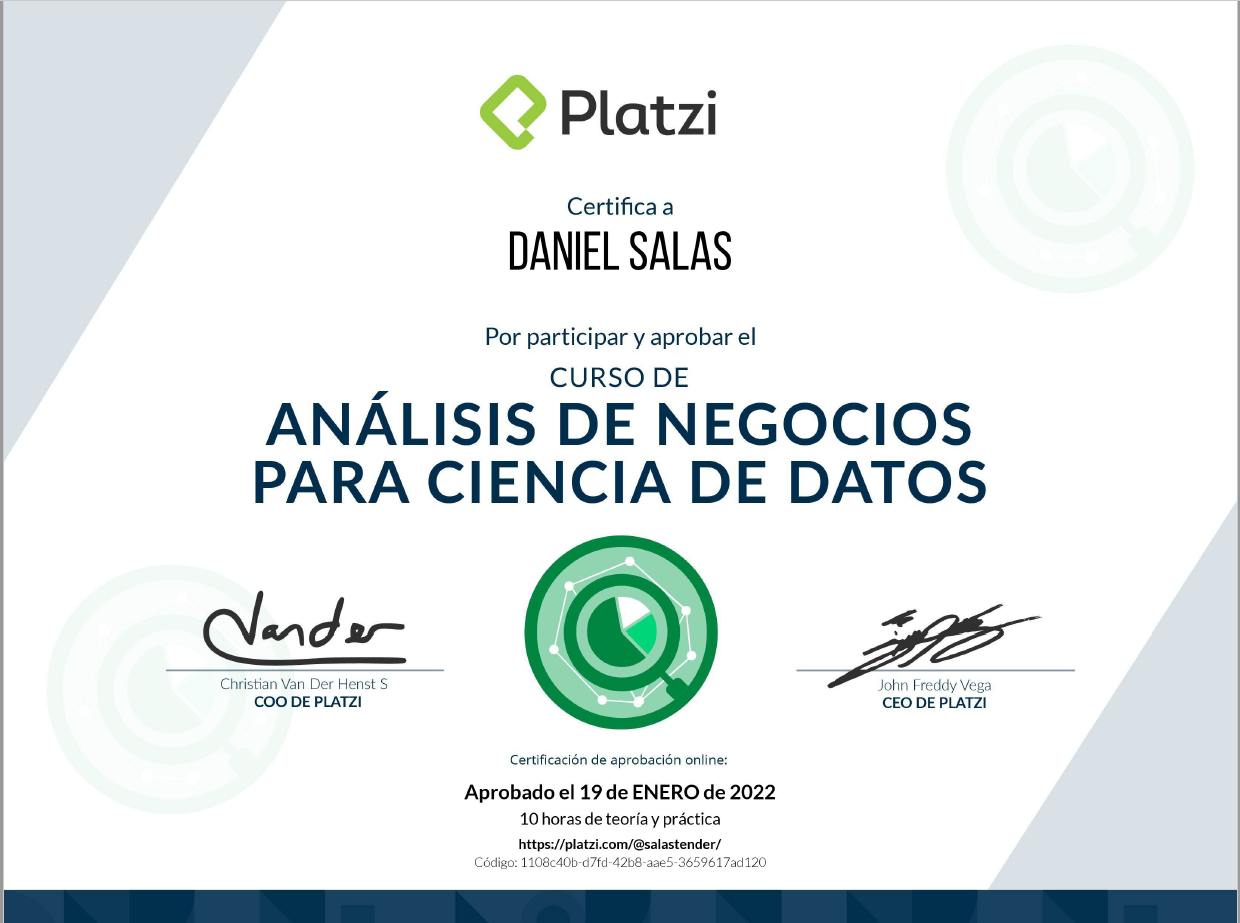 Platzi
Certifica a
DANIEL SALAS
Por participar y aprobar el
CURSO DE
ANÁLISIS DE NEGOCIOS
PARA CIENCIA DE DATOS
Vander
Christian Van Der Henst S
COO DE PLATZI
John Freddy Vega
CEO DE PLATZI
Certificación de aprobación online:
Aprobado el 19 de ENERO de 2022
10 horas de teoría y práctica
https://platzi.com/@salastender/
Código: 1108c40b-d7fd-42b8-aae5-3659617ad120